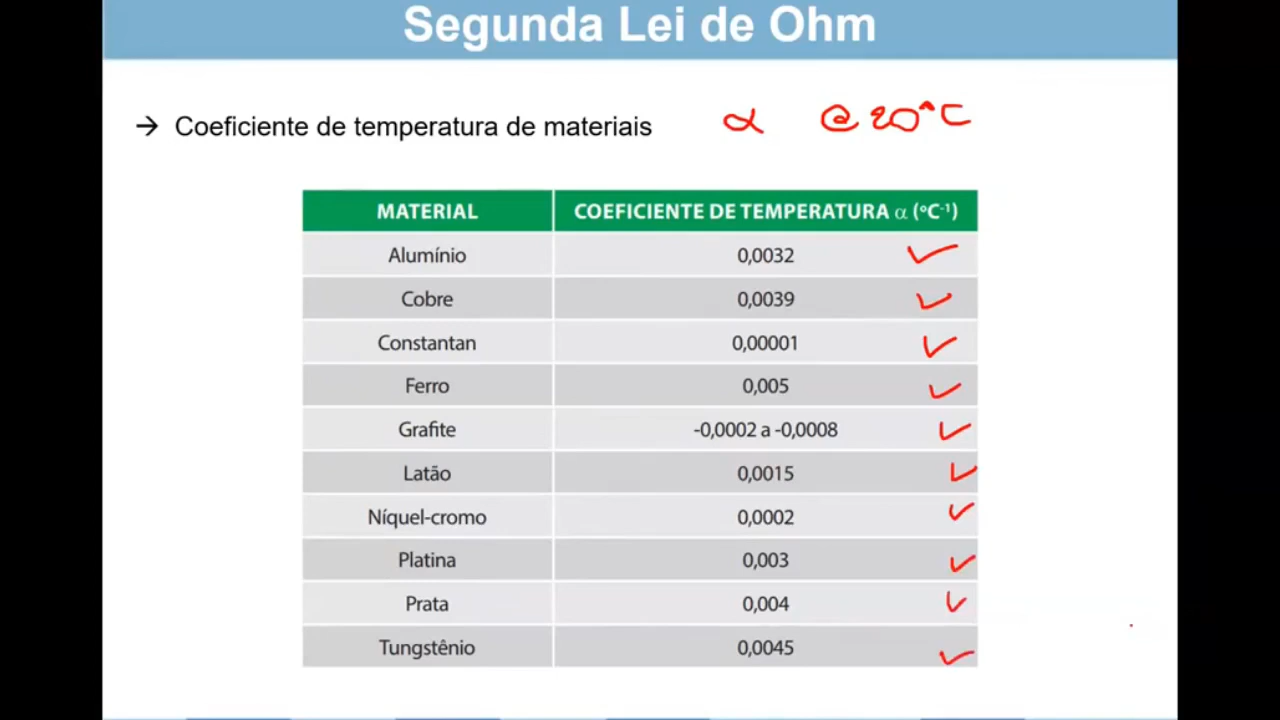 Segunda Lei de Ohm
→ Coeficiente de temperatura de materiais α @ 20°C
MATERIAL COEFICIENTE DE TEMPERATURA α (ºC⁻¹)
Alumínio 0,0032
Cobre 0,0039
Constantan 0,00001
Ferro 0,005
Grafite -0,0002 a -0,0008
Latão 0,0015
Níquel-cromo 0,0002
Platina 0,003
Prata 0,004
Tungstênio 0,0045